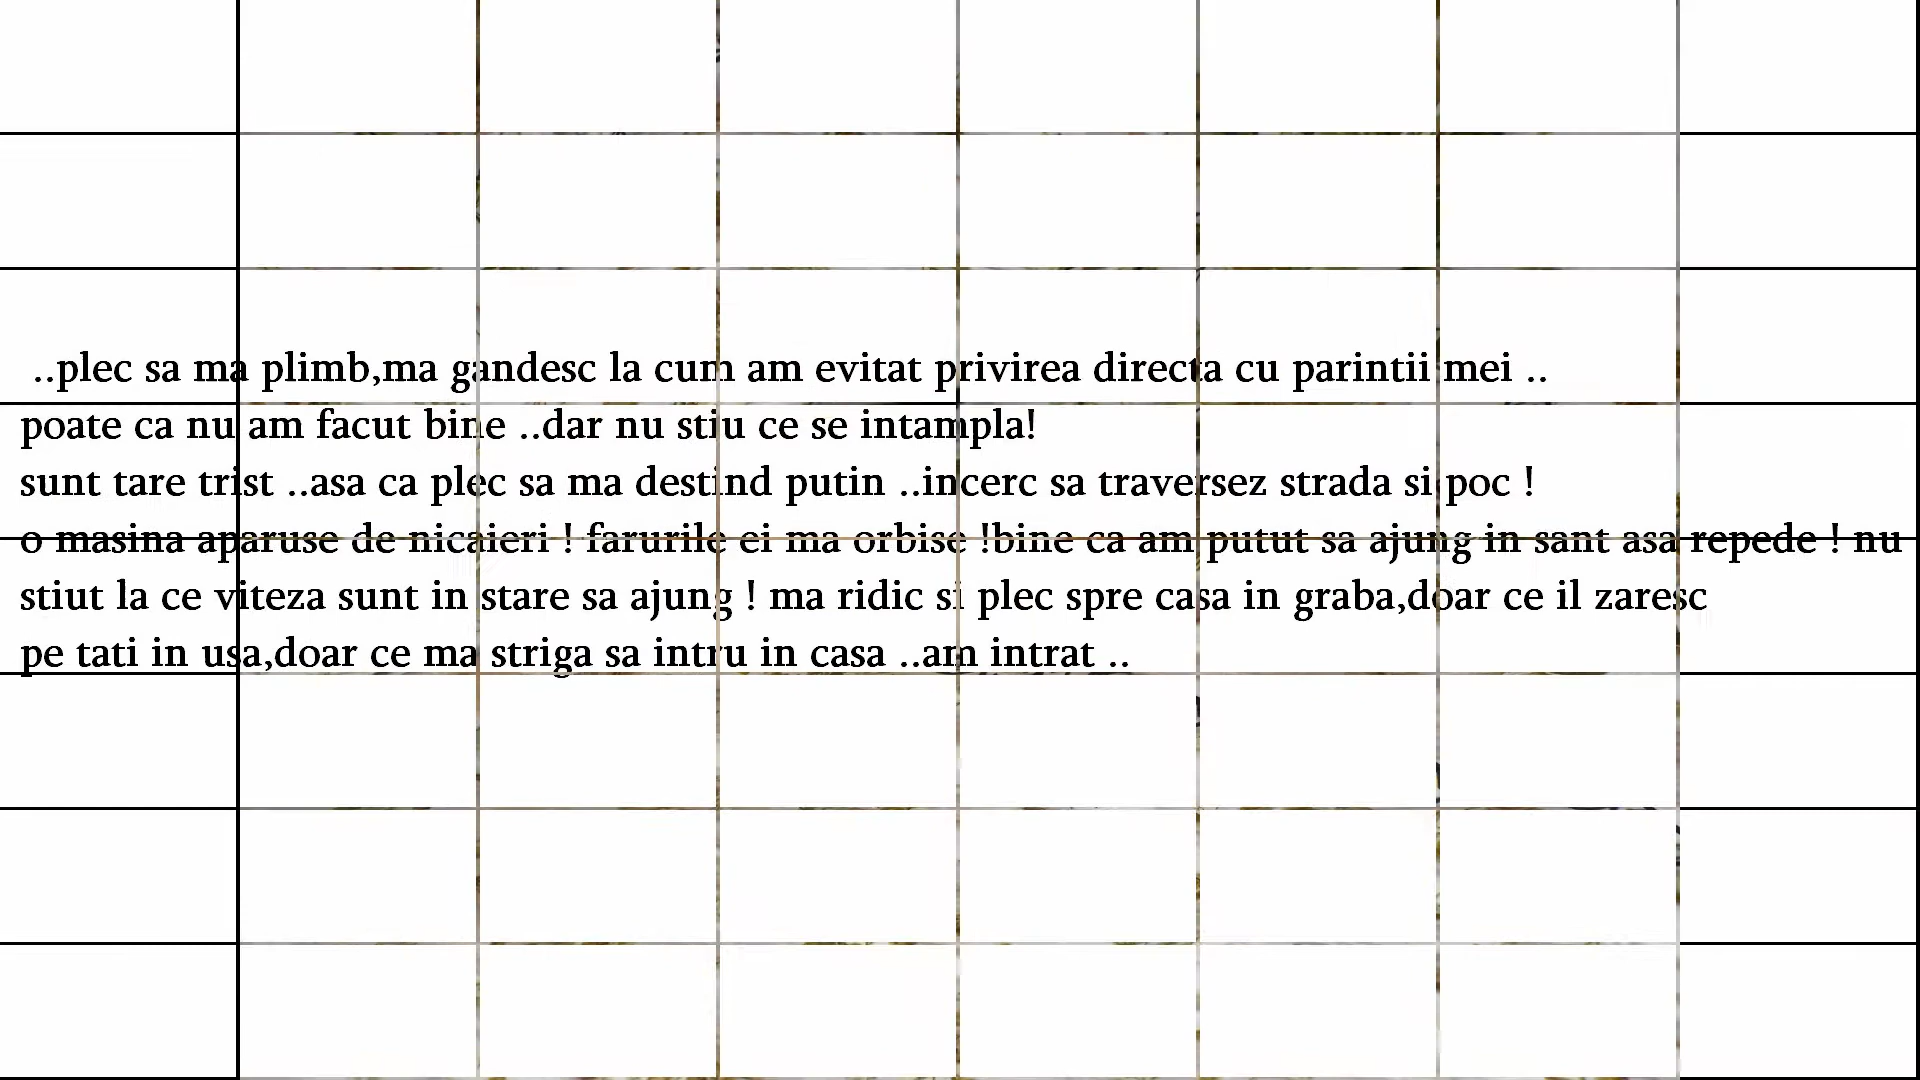 ..plec sa ma plimb,ma gandesc la cum am evitat privirea directa cu parintii mei ..
poate ca nu am facut bine ..dar nu stiu ce se intampla!
sunt tare trist ..asa ca plec sa ma destind putin ..incerc sa traversez strada si poc !
o masina aparuse de nicaieri ! farurile ei ma orbise !bine ca am putut sa ajung in sant asa repede ! nu
stiut la ce viteza sunt in stare sa ajung ! ma ridic si plec spre casa in graba,doar ce il zaresc
pe tati in usa,doar ce ma striga sa intru in casa ..am intrat ..